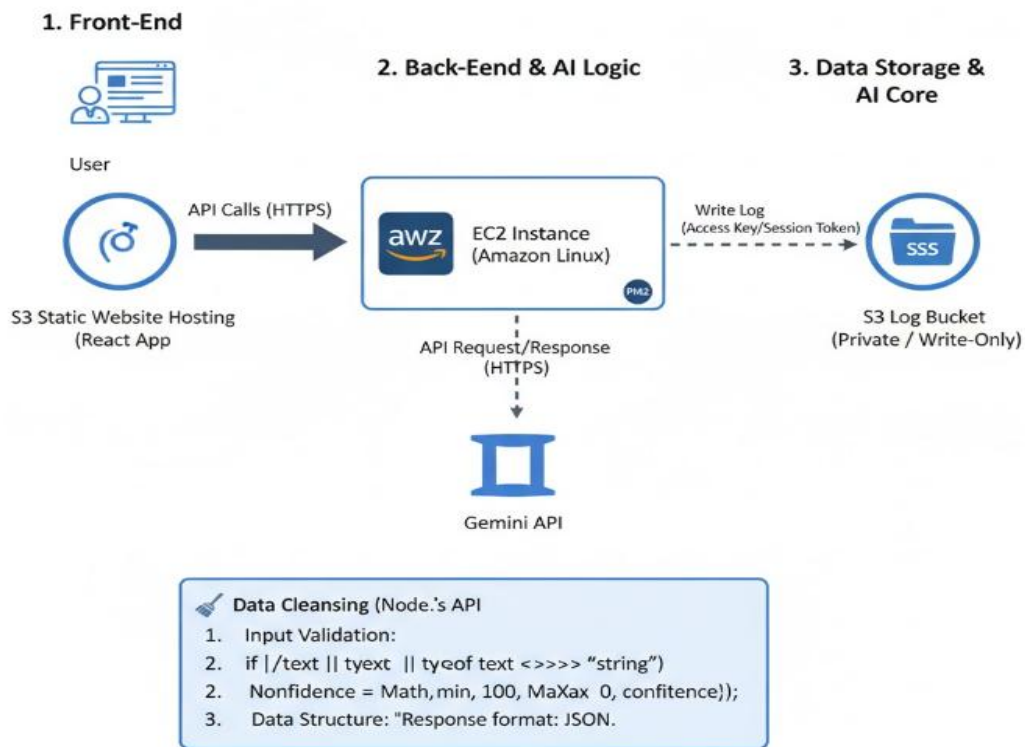 1. Front-End
2. Back-Eend & AI Logic
3. Data Storage &
AI Core
User
API Calls (HTTPS)
awz
EC2 Instance
(Amazon Linux)
PM2
Write Log
(Access Key/Session Token)
SSS
S3 Static Website Hosting
(React App
S3 Log Bucket
(Private / Write-Only)
API Request/Response
(HTTPS)
Gemini API
Data Cleansing (Node.'s API
1. Input Validation:
2. if |/text || tyext || tyeof text <>>>> “string”)
2. Nonfidence = Math,min, 100, MaXax 0, confitence});
3. Data Structure: "Response format: JSON.